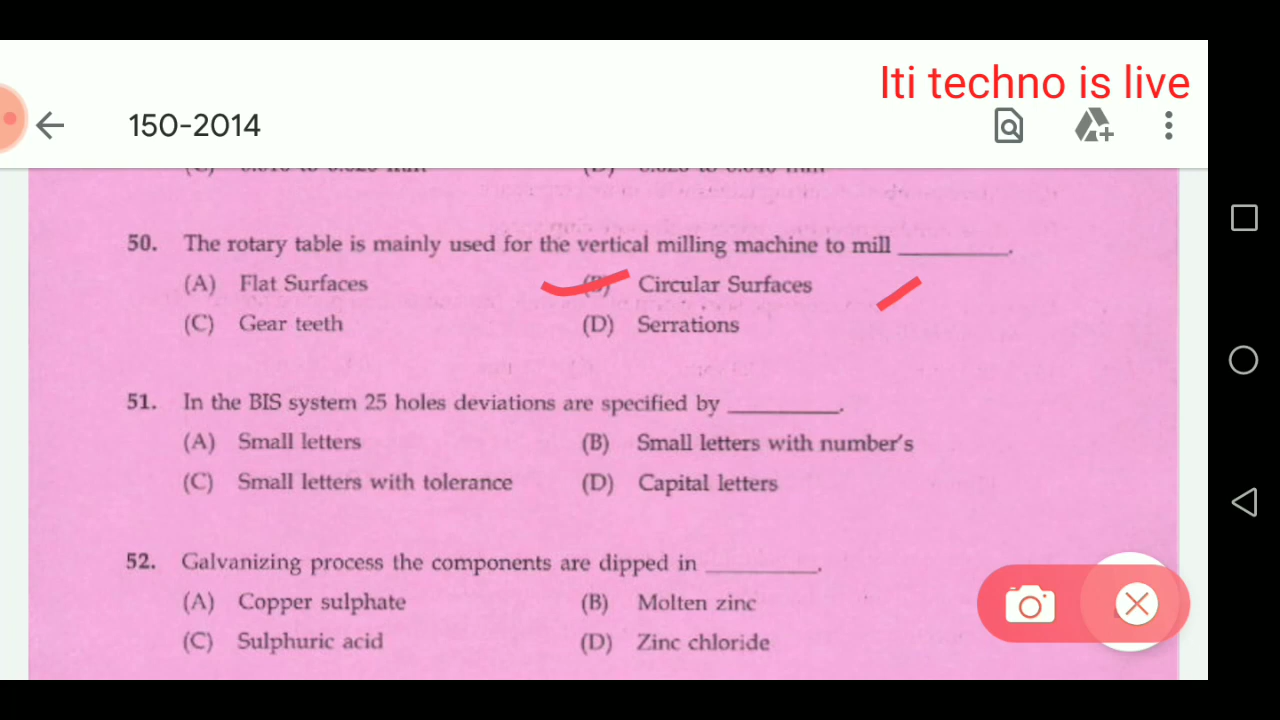 Iti techno is live
150-2014
50. The rotary table is mainly used for the vertical milling machine to mill __________.
(A) Flat Surfaces (B) Circular Surfaces
(C) Gear teeth (D) Serrations
51. In the BIS system 25 holes deviations are specified by __________.
(A) Small letters (B) Small letters with number's
(C) Small letters with tolerance (D) Capital letters
52. Galvanizing process the components are dipped in __________.
(A) Copper sulphate (B) Molten zinc
(C) Sulphuric acid (D) Zinc chloride